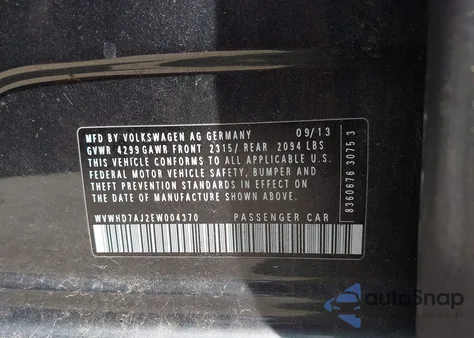 MFD. BY VOLKSWAGEN AG GERMANY 09/13
GVWR 4299 GAWR FRONT 2315/ REAR 2094 LBS
THIS VEHICLE CONFORMS TO ALL APPLICABLE U.S.
FEDERAL MOTOR VEHICLE SAFETY, BUMPER, AND
THEFT PREVENTION STANDARDS IN EFFECT ON THE
DATE OF MANUFACTURE SHOWN ABOVE.
WVWHD7AJ2EW004370 PASSENGER CAR
8360676 3075 3
autoSnap